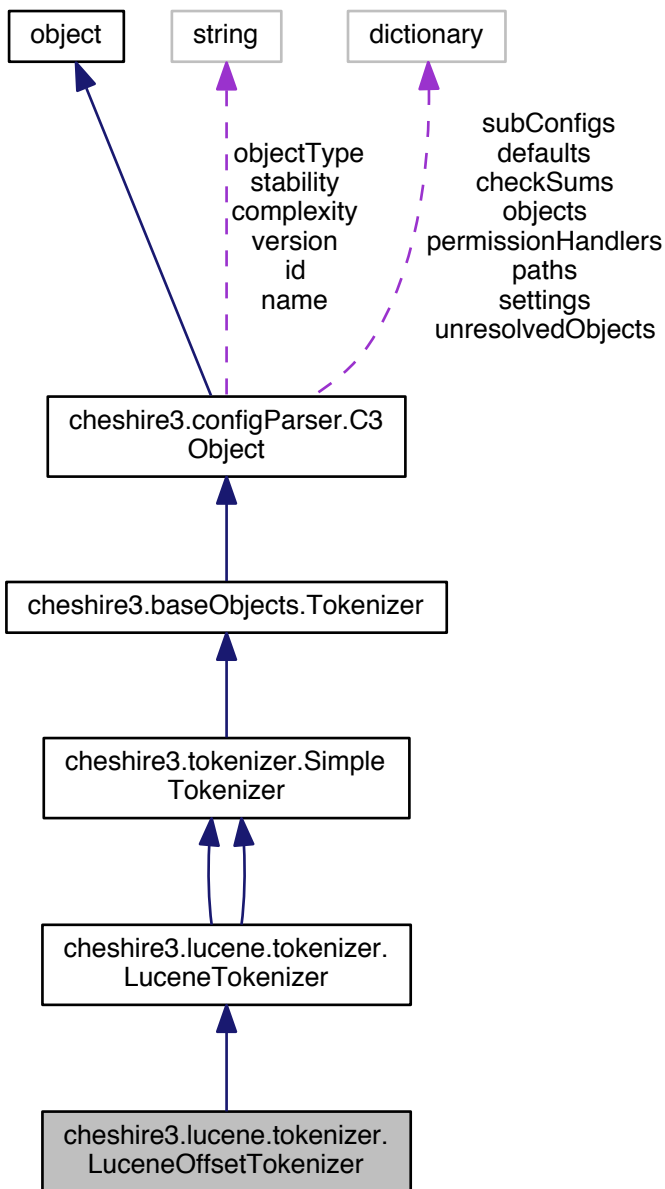 object
string
dictionary
objectType
stability
complexity
version
id
name
subConfigs
defaults
checkSums
objects
permissionHandlers
paths
settings
unresolvedObjects
cheshire3.configParser.C3
Object
cheshire3.baseObjects.Tokenizer
cheshire3.tokenizer.Simple
Tokenizer
cheshire3.lucene.tokenizer.
LuceneTokenizer
cheshire3.lucene.tokenizer.
LuceneOffsetTokenizer